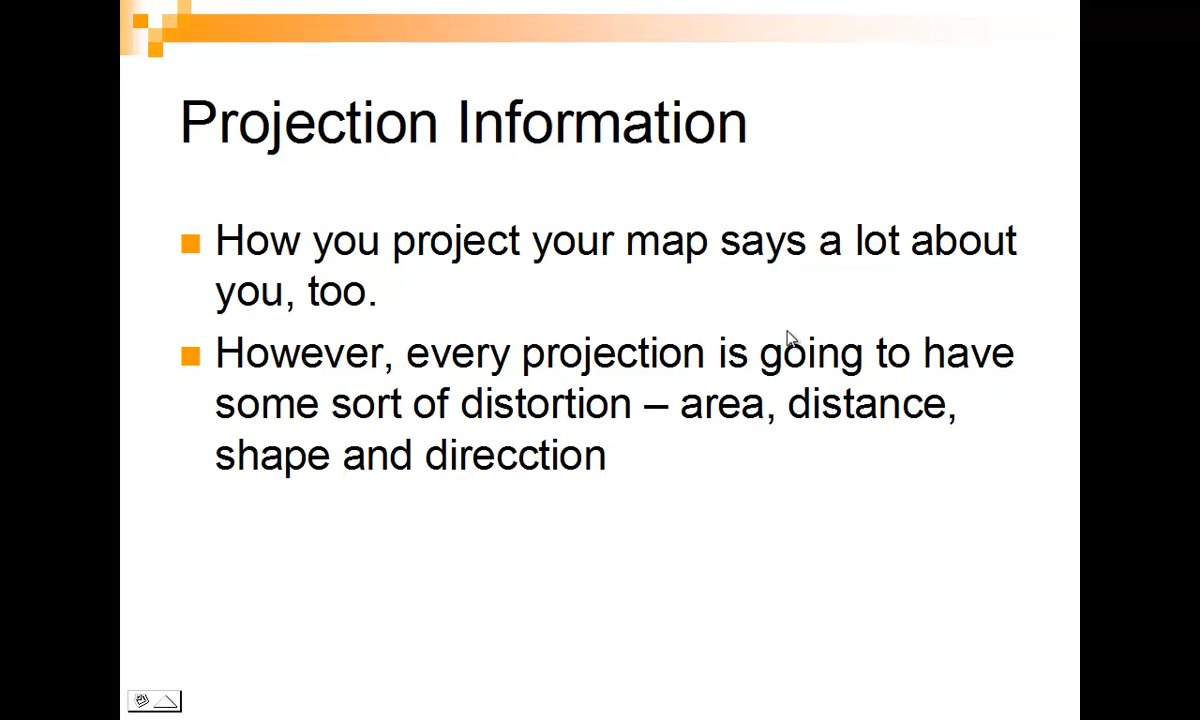 Projection Information
How you project your map says a lot about
you, too.
However, every projection is going to have
some sort of distortion – area, distance,
shape and direcction